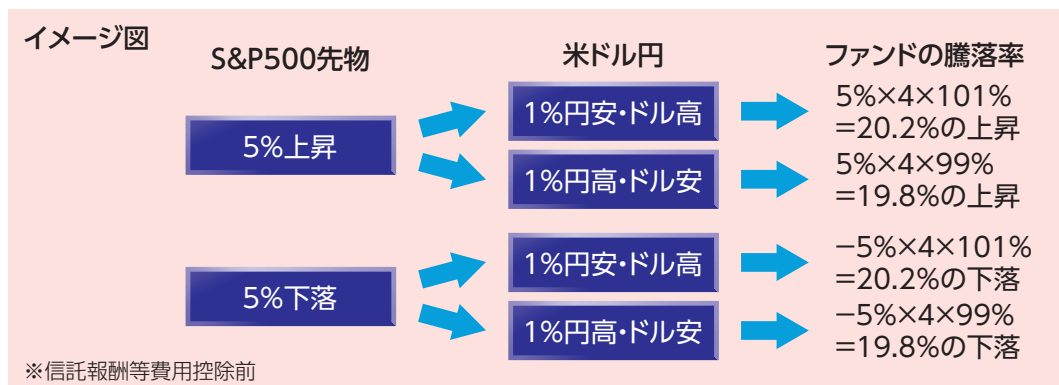 イメージ図
S&P500先物
米ドル円
ファンドの騰落率
5%上昇
1%円安・ドル高
5%×4×101%
=20.2%の上昇
1%円高・ドル安
5%×4×99%
=19.8%の上昇
5%下落
1%円安・ドル高
−5%×4×101%
=20.2%の下落
1%円高・ドル安
−5%×4×99%
=19.8%の下落
※信託報酬等費用控除前